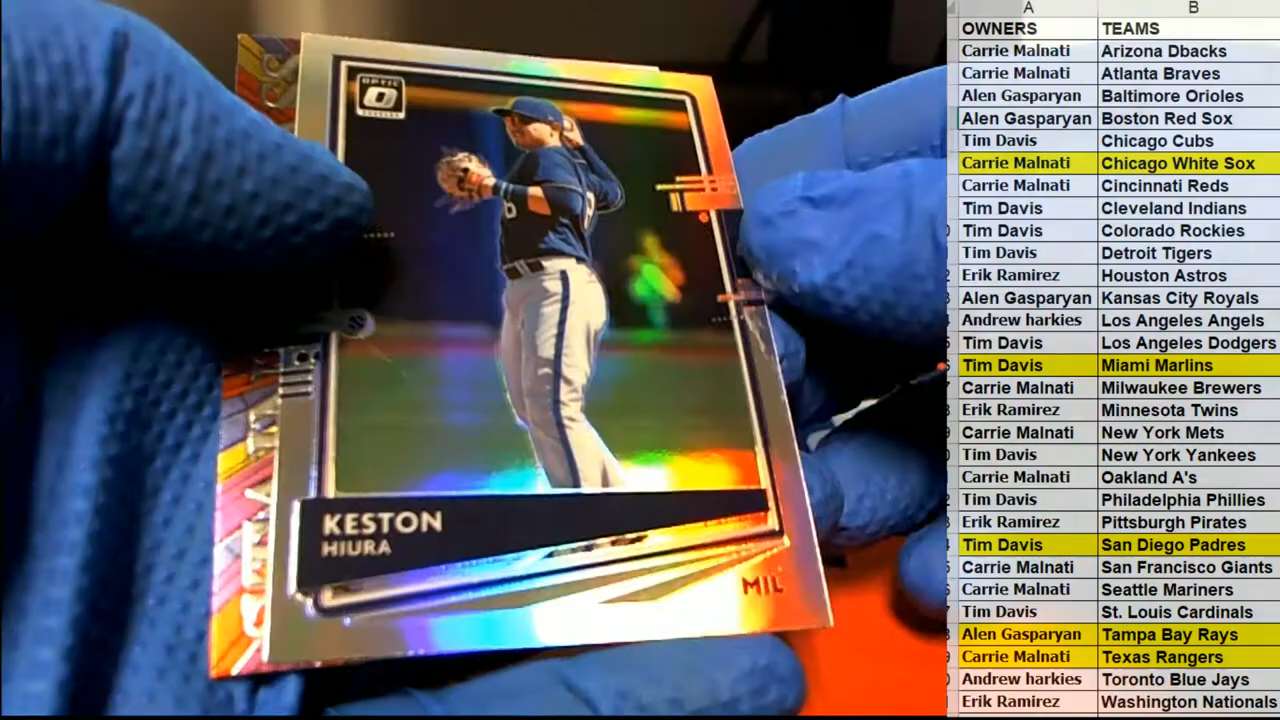 OPTIC
KESTON
HIURA
MIL
A B
OWNERS TEAMS
Carrie Malnati Arizona Dbacks
Carrie Malnati Atlanta Braves
Alen Gasparyan Baltimore Orioles
Alen Gasparyan Boston Red Sox
Tim Davis Chicago Cubs
Carrie Malnati Chicago White Sox
Carrie Malnati Cincinnati Reds
Tim Davis Cleveland Indians
Tim Davis Colorado Rockies
Tim Davis Detroit Tigers
Erik Ramirez Houston Astros
Alen Gasparyan Kansas City Royals
Andrew harkies Los Angeles Angels
Tim Davis Los Angeles Dodgers
Tim Davis Miami Marlins
Carrie Malnati Milwaukee Brewers
Erik Ramirez Minnesota Twins
Carrie Malnati New York Mets
Tim Davis New York Yankees
Carrie Malnati Oakland A's
Tim Davis Philadelphia Phillies
Erik Ramirez Pittsburgh Pirates
Tim Davis San Diego Padres
Carrie Malnati San Francisco Giants
Carrie Malnati Seattle Mariners
Tim Davis St. Louis Cardinals
Alen Gasparyan Tampa Bay Rays
Carrie Malnati Texas Rangers
Andrew harkies Toronto Blue Jays
Erik Ramirez Washington Nationals